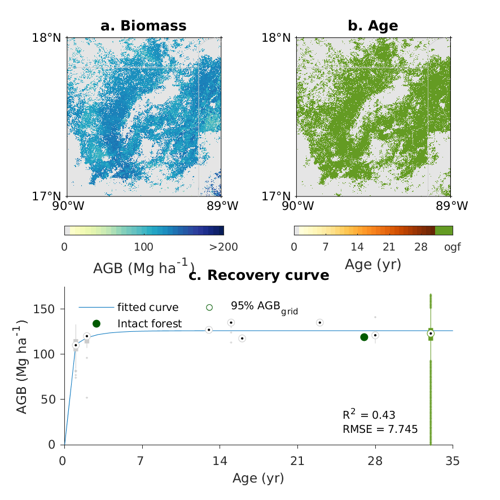 a. Biomass
b. Age
18°N
18°N
17°N
17°N
90°W
89°W
90°W
89°W
0
100
>200
0
7
14
21
28
ogf
AGB (Mg ha⁻¹)
Age (yr)
c. Recovery curve
150
100
50
0
AGB (Mg ha⁻¹)
fitted curve
95% AGB_grid
Intact forest
R² = 0.43
RMSE = 7.745
0
7
14
21
28
35
Age (yr)